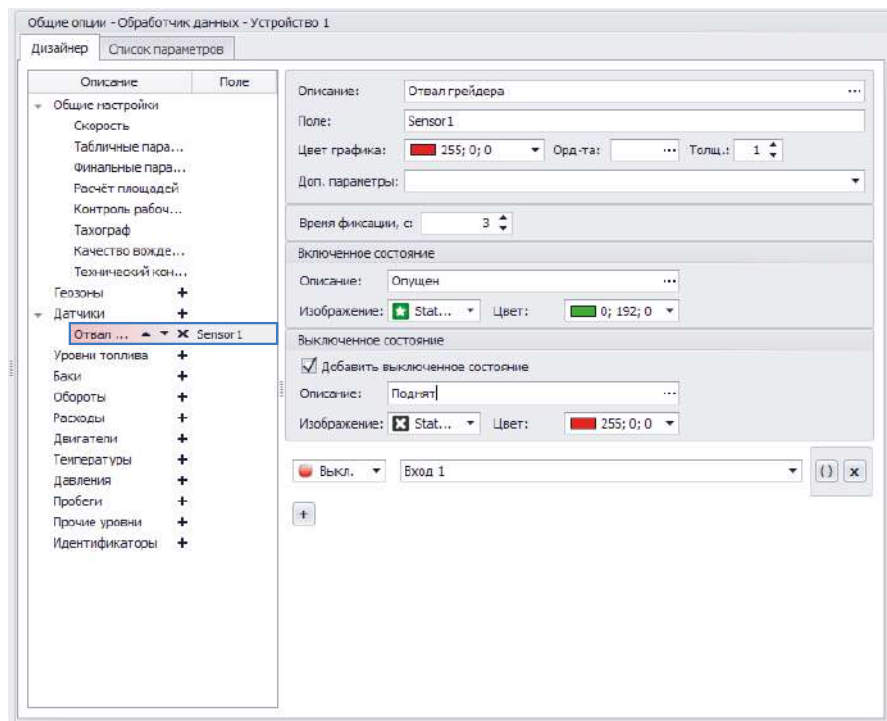 Общие опции - Обработчик данных - Устройство 1
Дизайнер Список параметров
Описание Поле
Общие настройки
Скорость
Табличные пара...
Финальные пара...
Расчёт площадей
Контроль рабоч...
Тахограф
Качество вожде...
Технический кон...
Геозоны +
Датчики +
Отвал ... Sensor1
Уровни топлива +
Баки +
Обороты +
Расходы +
Двигатели +
Температуры +
Давления +
Пробеги +
Прочие уровни +
Идентификаторы +
Описание: Отвал грейдера ...
Поле: Sensor1
Цвет графика: 255; 0; 0 Орд-та: ... Толщ.: 1
Доп. параметры:
Время фиксации, с: 3
Включенное состояние
Описание: Опущен ...
Изображение: Stat... Цвет: 0; 192; 0
Выключенное состояние
Добавить выключенное состояние
Описание: Поднят ...
Изображение: Stat... Цвет: 255; 0; 0
Выкл. Вход 1 () x
+